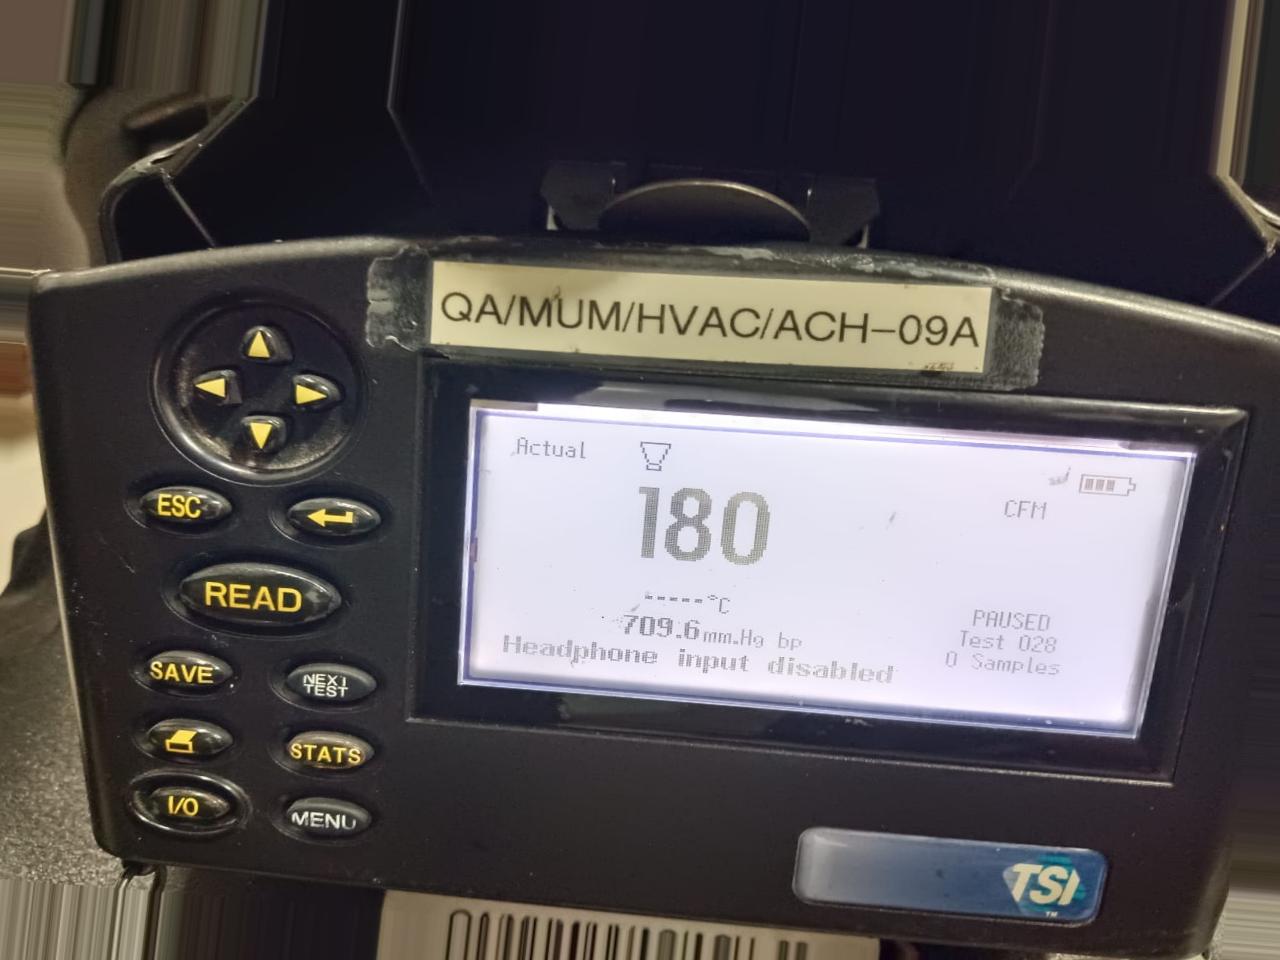 QA/MUM/HVAC/ACH-09A
Actual
180
CFM
-----°C
709.6 mm.Hg bp
Headphone input disabled
PAUSED
Test 028
0 Samples
ESC
READ
SAVE
NEXT
TEST
STATS
I/O
MENU
TSI
TM